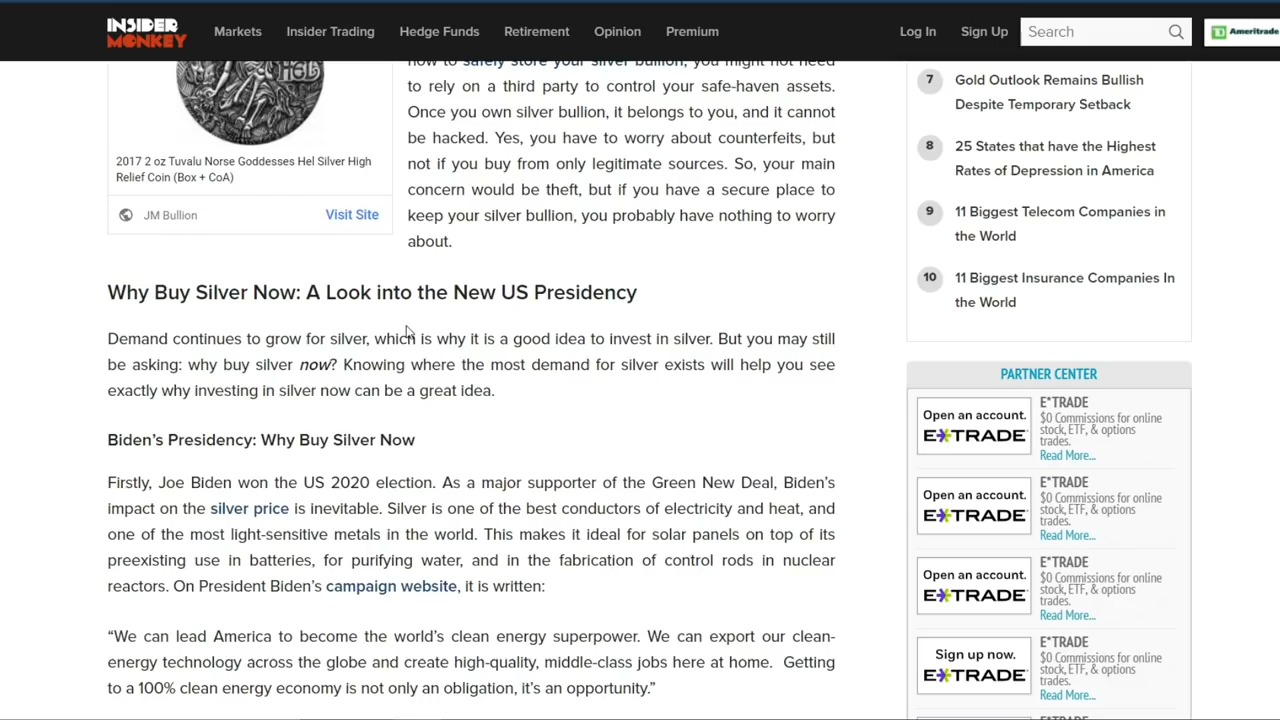 INSIDER
MONKEY
Markets
Insider Trading
Hedge Funds
Retirement
Opinion
Premium
Log In
Sign Up
Search
Ameritrade
HEL
2017 2 oz Tuvalu Norse Goddesses Hel Silver High
Relief Coin (Box + CoA)
JM Bullion
Visit Site
how to safely store your silver bullion, you might not need
to rely on a third party to control your safe-haven assets.
Once you own silver bullion, it belongs to you, and it cannot
be hacked. Yes, you have to worry about counterfeits, but
not if you buy from only legitimate sources. So, your main
concern would be theft, but if you have a secure place to
keep your silver bullion, you probably have nothing to worry
about.
Why Buy Silver Now: A Look into the New US Presidency
Demand continues to grow for silver, which is why it is a good idea to invest in silver. But you may still
be asking: why buy silver now? Knowing where the most demand for silver exists will help you see
exactly why investing in silver now can be a great idea.
Biden’s Presidency: Why Buy Silver Now
Firstly, Joe Biden won the US 2020 election. As a major supporter of the Green New Deal, Biden’s
impact on the silver price is inevitable. Silver is one of the best conductors of electricity and heat, and
one of the most light-sensitive metals in the world. This makes it ideal for solar panels on top of its
preexisting use in batteries, for purifying water, and in the fabrication of control rods in nuclear
reactors. On President Biden’s campaign website, it is written:
“We can lead America to become the world’s clean energy superpower. We can export our clean-
energy technology across the globe and create high-quality, middle-class jobs here at home.  Getting
to a 100% clean energy economy is not only an obligation, it’s an opportunity.”
7 Gold Outlook Remains Bullish
Despite Temporary Setback
8 25 States that have the Highest
Rates of Depression in America
9 11 Biggest Telecom Companies in
the World
10 11 Biggest Insurance Companies In
the World
PARTNER CENTER
Open an account.
E*TRADE
E*TRADE
$0 Commissions for online
stock, ETF, & options
trades.
Read More...
Open an account.
E*TRADE
E*TRADE
$0 Commissions for online
stock, ETF, & options
trades.
Read More...
Open an account.
E*TRADE
E*TRADE
$0 Commissions for online
stock, ETF, & options
trades.
Read More...
Sign up now.
E*TRADE
E*TRADE
$0 Commissions for online
stock, ETF, & options
trades.
Read More...